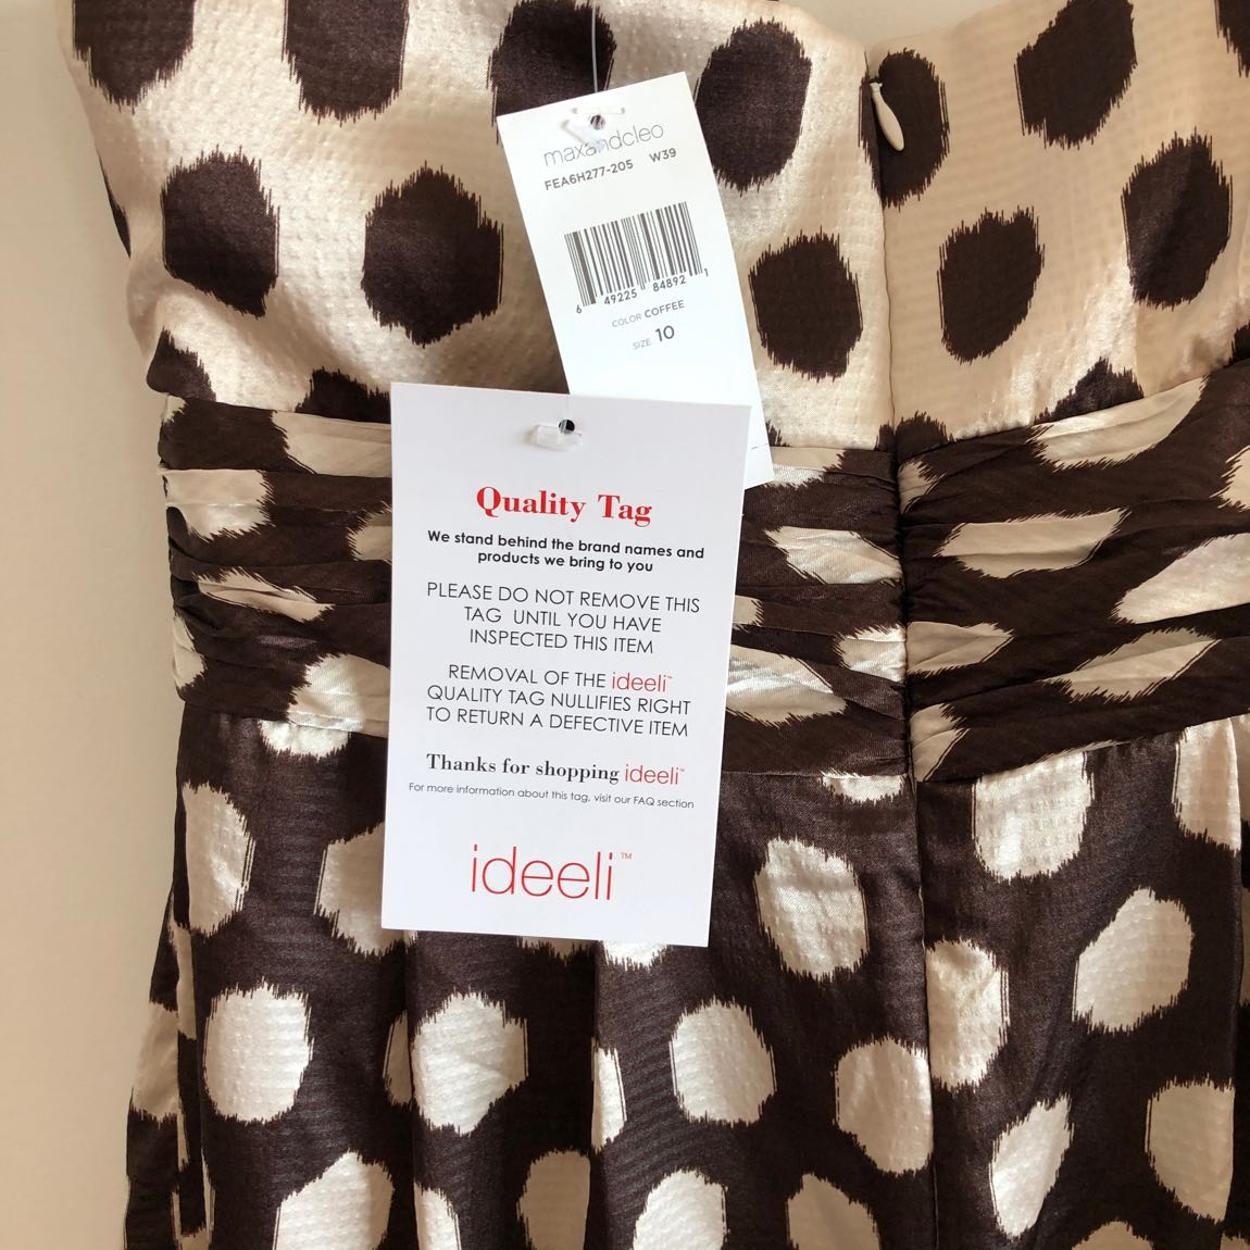 maxandcleo
FEA6H277-205 W39
6 49225 84892 1
COLOR COFFEE
SIZE 10
Quality Tag
We stand behind the brand names and
products we bring to you
PLEASE DO NOT REMOVE THIS
TAG UNTIL YOU HAVE
INSPECTED THIS ITEM
REMOVAL OF THE ideeli™
QUALITY TAG NULLIFIES RIGHT
TO RETURN A DEFECTIVE ITEM
Thanks for shopping ideeli™
For more information about this tag, visit our FAQ section
ideeli™